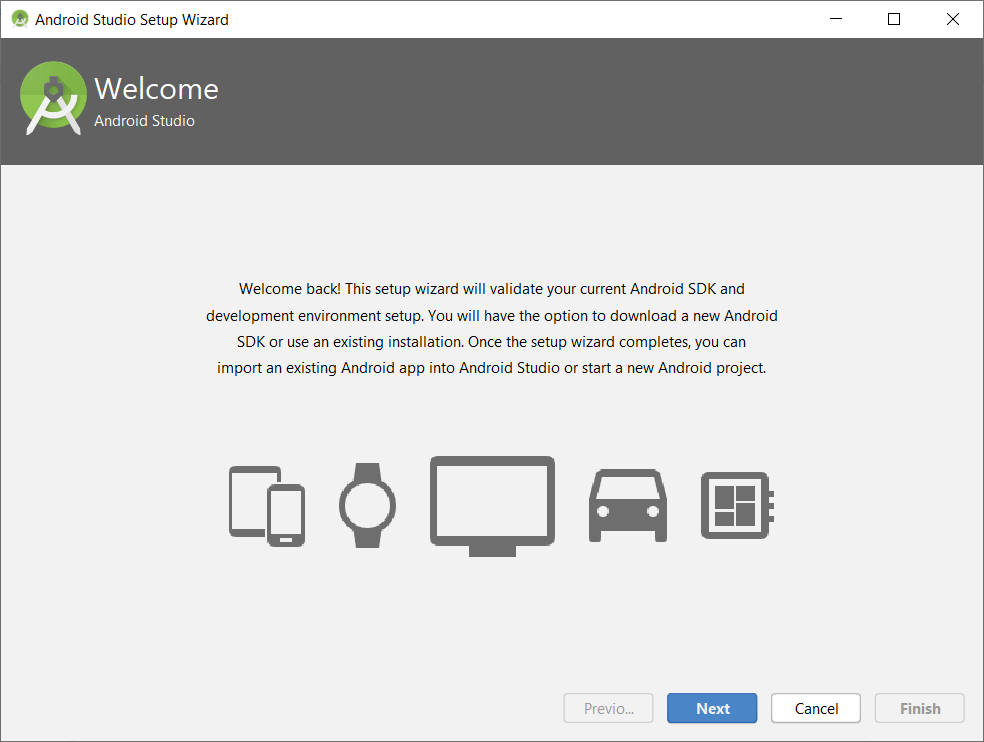 Android Studio Setup Wizard
Welcome
Android Studio
Welcome back! This setup wizard will validate your current Android SDK and
development environment setup. You will have the option to download a new Android
SDK or use an existing installation. Once the setup wizard completes, you can
import an existing Android app into Android Studio or start a new Android project.
Previo... Next Cancel Finish